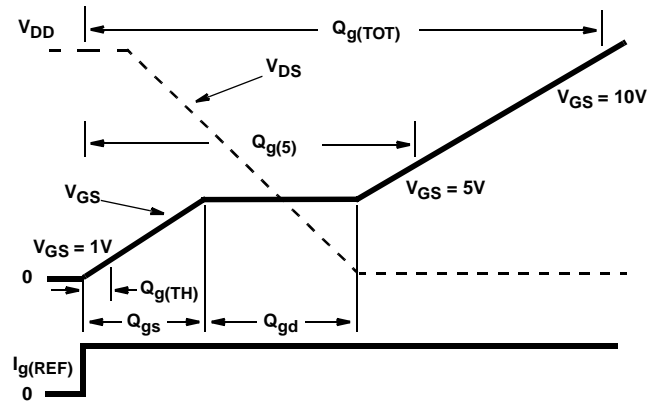 V_DD
Q_g(TOT)
V_DS
V_GS = 10V
Q_g(5)
V_GS
V_GS = 5V
V_GS = 1V
0
Q_g(TH)
Q_gs
Q_gd
I_g(REF)
0